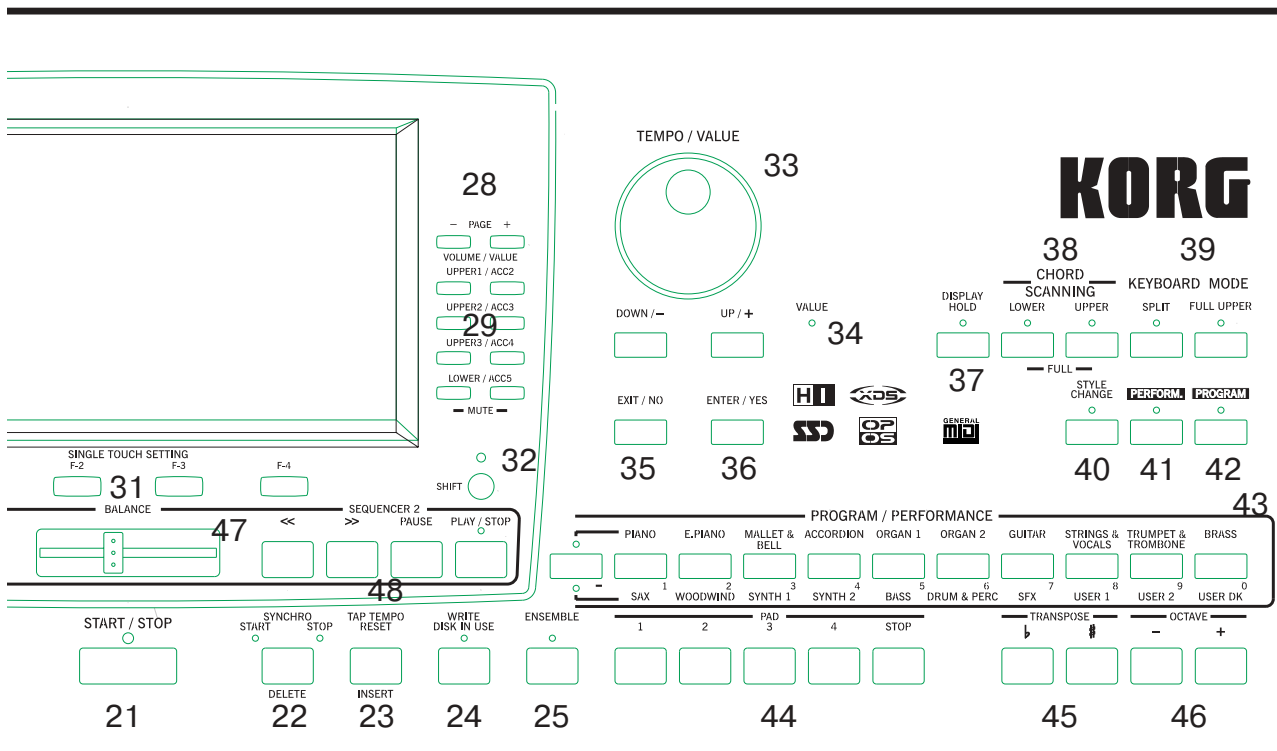 TEMPO / VALUE
33
28
KORG
− PAGE +
38
39
VOLUME / VALUE
CHORD
SCANNING
KEYBOARD MODE
UPPER1 / ACC2
DISPLAY
HOLD
LOWER
UPPER
SPLIT
FULL UPPER
UPPER2 / ACC3
29
DOWN / −
UP / +
VALUE
34
UPPER3 / ACC4
37
FULL
LOWER / ACC5
MUTE
STYLE
CHANGE
PERFORM.
PROGRAM
EXIT / NO
ENTER / YES
HI
XDS
SSD
OP
OS
GENERAL
MIDI
SINGLE TOUCH SETTING
F-2
F-3
F-4
31
32
SHIFT
35
36
40
41
42
BALANCE
47
SEQUENCER 2
<<
>>
PAUSE
PLAY / STOP
48
43
PROGRAM / PERFORMANCE
PIANO
E.PIANO
MALLET &
BELL
ACCORDION
ORGAN 1
ORGAN 2
GUITAR
STRINGS &
VOCALS
TRUMPET &
TROMBONE
BRASS
- 1 2 3 4 5 6 7 8 9 0
SAX
WOODWIND
SYNTH 1
SYNTH 2
BASS
DRUM & PERC
SFX
USER 1
USER 2
USER DK
START / STOP
SYNCHRO
START
STOP
TAP TEMPO
RESET
WRITE
DISK IN USE
ENSEMBLE
PAD
1
2
3
4
STOP
TRANSPOSE
♭
♯
OCTAVE
−
+
DELETE
INSERT
21
22
23
24
25
44
45
46